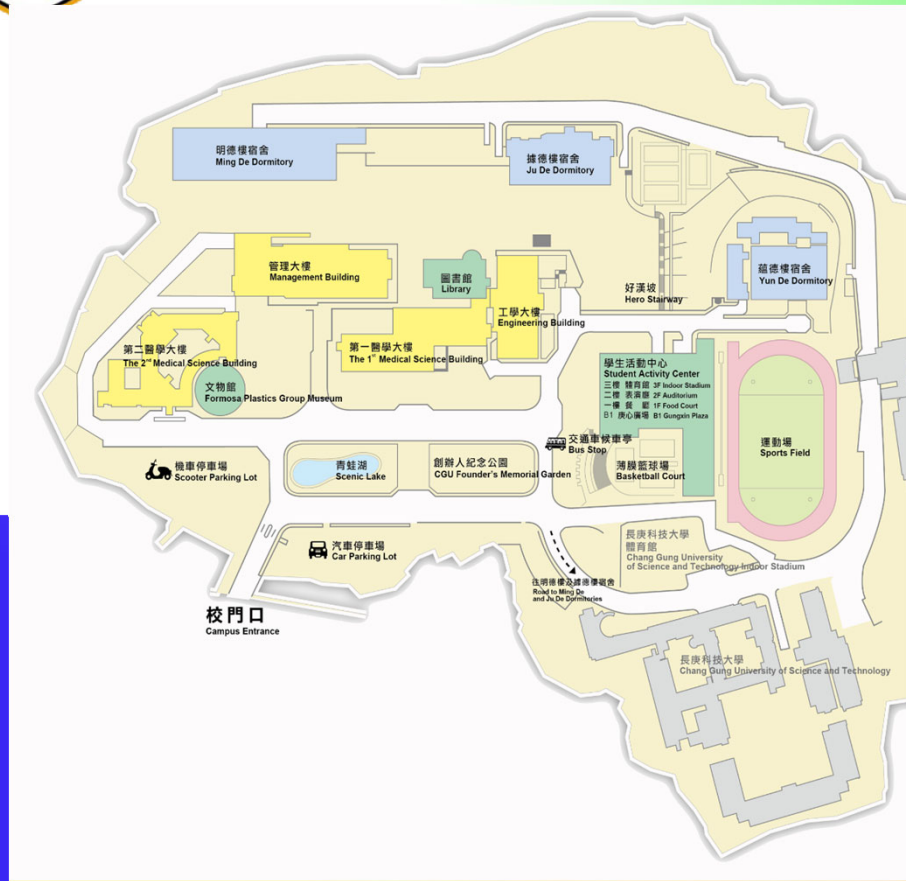 明德樓宿舍
Ming De Dormitory
據德樓宿舍
Ju De Dormitory
管理大樓
Management Building
圖書館
Library
工學大樓
Engineering Building
好漢坡
Hero Stairway
蘊德樓宿舍
Yun De Dormitory
第二醫學大樓
The 2nd Medical Science Building
文物館
Formosa Plastics Group Museum
第一醫學大樓
The 1st Medical Science Building
學生活動中心
Student Activity Center
三樓 體育館 3F Indoor Stadium
二樓 表演廳 2F Auditorium
一樓 餐 廳 1F Food Court
B1 庚心廣場 B1 Gungxin Plaza
運動場
Sports Field
機車停車場
Scooter Parking Lot
青蛙湖
Scenic Lake
創辦人紀念公園
CGU Founder's Memorial Garden
交通車候車亭
Bus Stop
薄膜籃球場
Basketball Court
汽車停車場
Car Parking Lot
長庚科技大學
體育館
Chang Gung University
of Science and Technology Indoor Stadium
往明德樓及據德樓宿舍
Road to Ming De
and Ju De Dormitories
校門口
Campus Entrance
長庚科技大學
Chang Gung University of Science and Technology